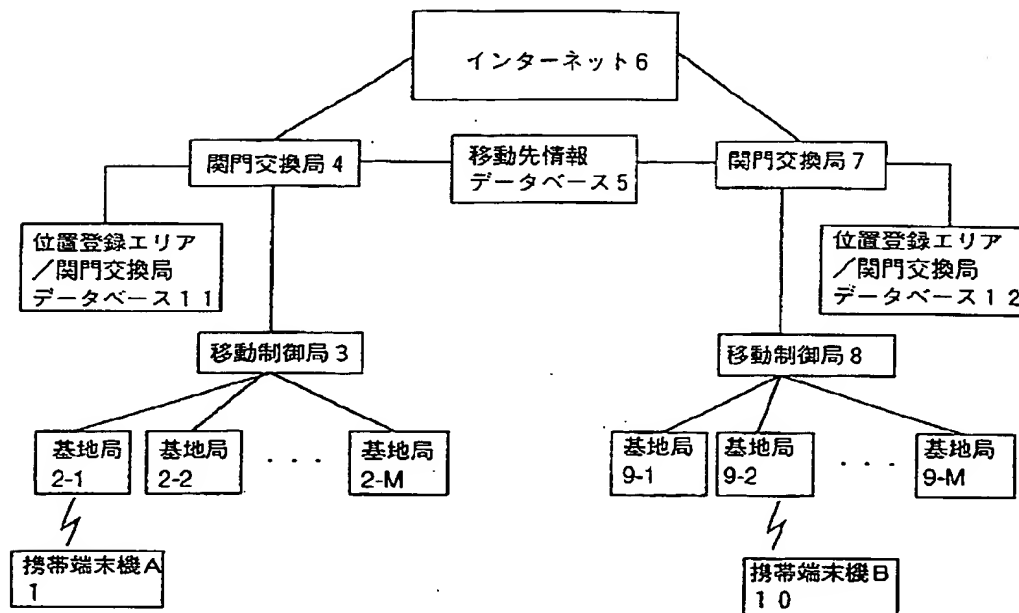 インターネット6
関門交換局4
移動先情報
データベース5
関門交換局7
位置登録エリア
/関門交換局
データベース11
位置登録エリア
/関門交換局
データベース12
移動制御局3
移動制御局8
基地局
2-1
基地局
2-2
・・・
基地局
2-M
基地局
9-1
基地局
9-2
・・・
基地局
9-M
携帯端末機A
1
携帯端末機B
10